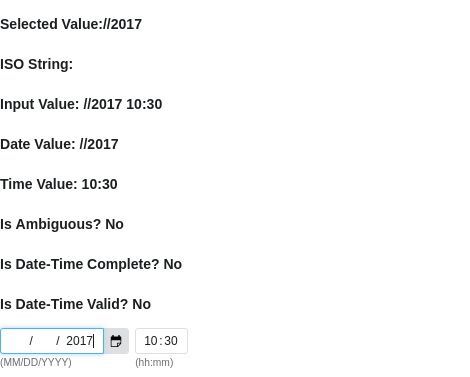 Selected Value://2017
ISO String:
Input Value: //2017 10:30
Date Value: //2017
Time Value: 10:30
Is Ambiguous? No
Is Date-Time Complete? No
Is Date-Time Valid? No
/ / 2017 10:30
(MM/DD/YYYY) (hh:mm)